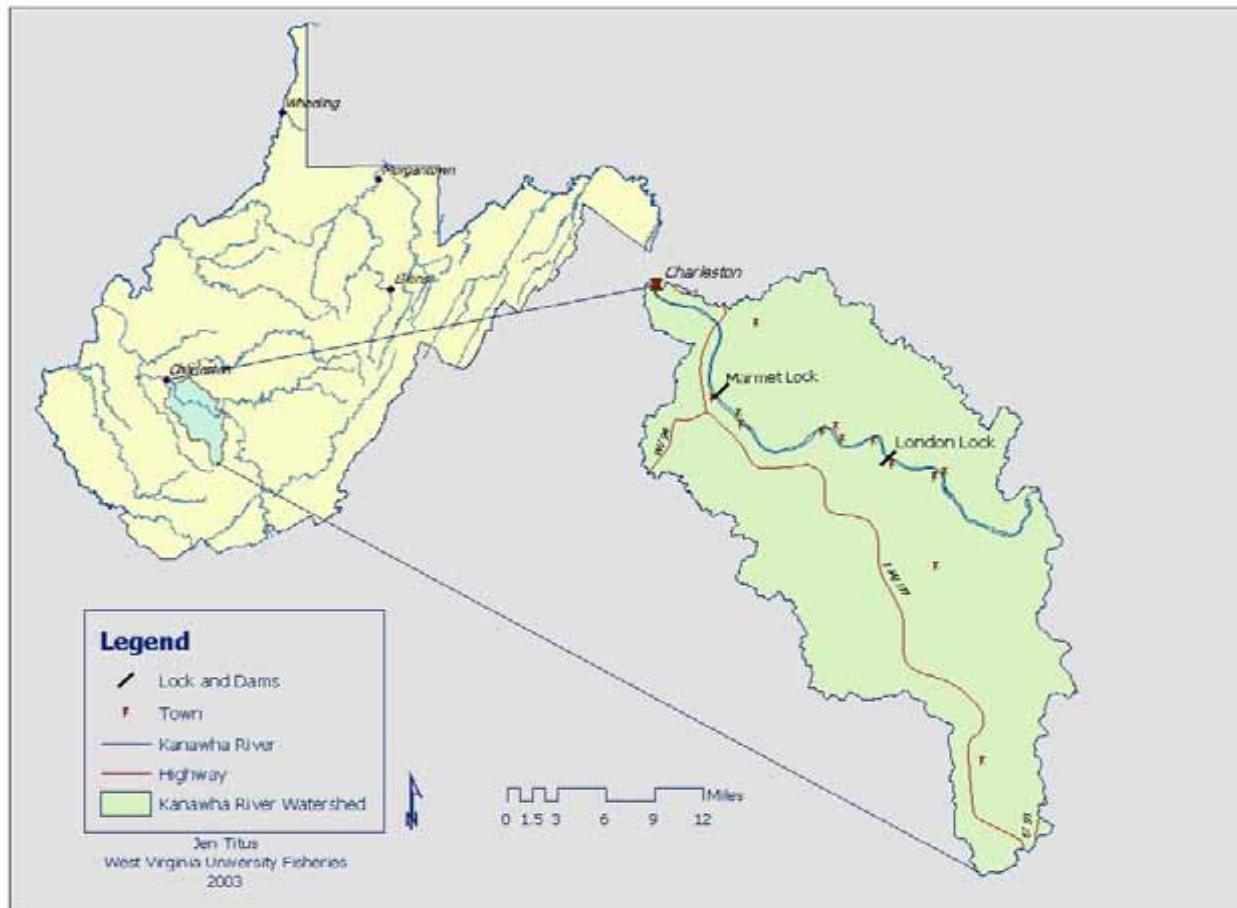 Wheeling
Morgantown
Elkins
Charleston
Charleston
Marmet Lock
London Lock
Legend
Lock and Dams
Town
Kanawha River
Highway
Kanawha River Watershed
N
Miles
0 1.5 3 6 9 12
Jen Titus
West Virginia University Fisheries
2003